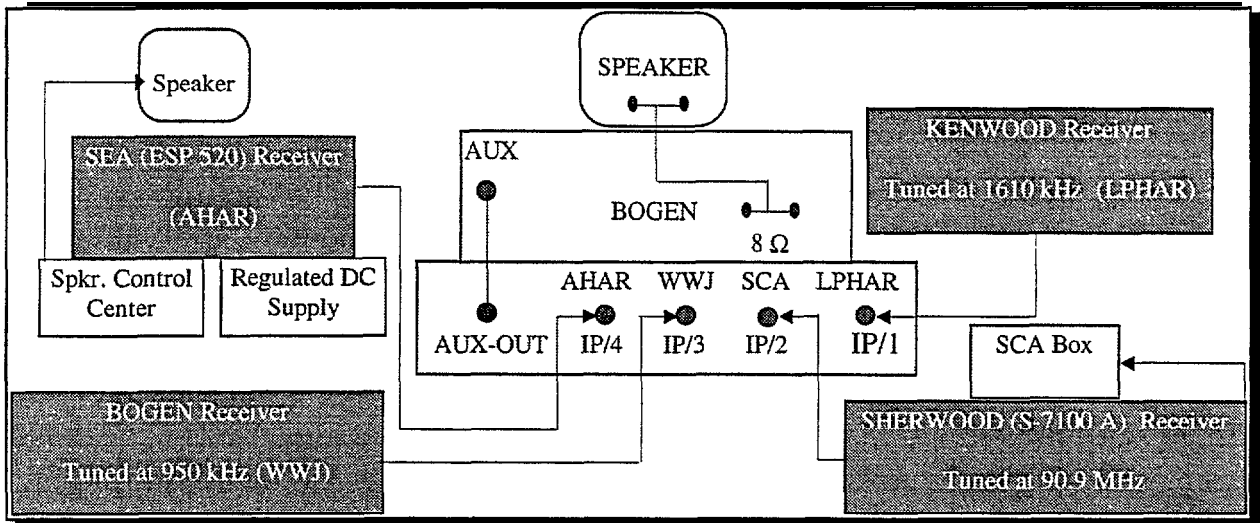 Speaker
SPEAKER
SEA (ESP 520) Receiver
(AHAR)
Spkr. Control
Center
Regulated DC
Supply
AUX
BOGEN
8 Ω
KENWOOD Receiver
Tuned at 1610 kHz (LPHAR)
AHAR WWJ SCA LPHAR
AUX-OUT IP/4 IP/3 IP/2 IP/1
SCA Box
BOGEN Receiver
Tuned at 950 kHz (WWJ)
SHERWOOD (S-7100 A) Receiver
Tuned at 90.9 MHz